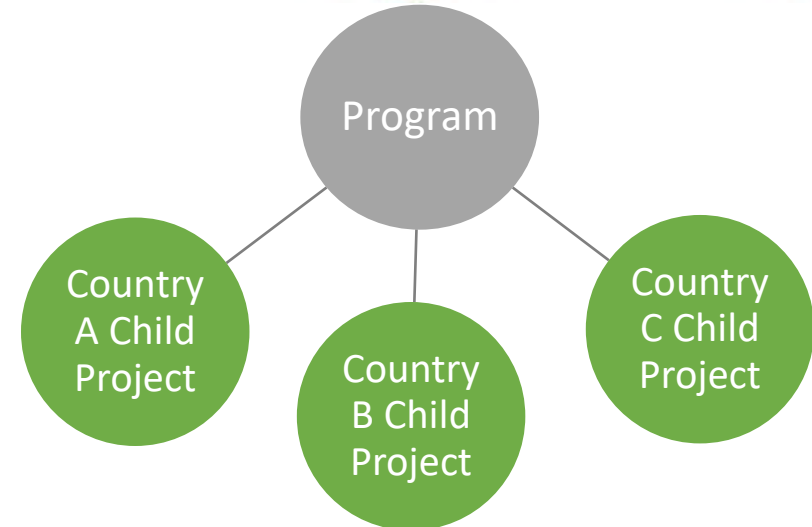 Program
Country
A Child
Project
Country
B Child
Project
Country
C Child
Project